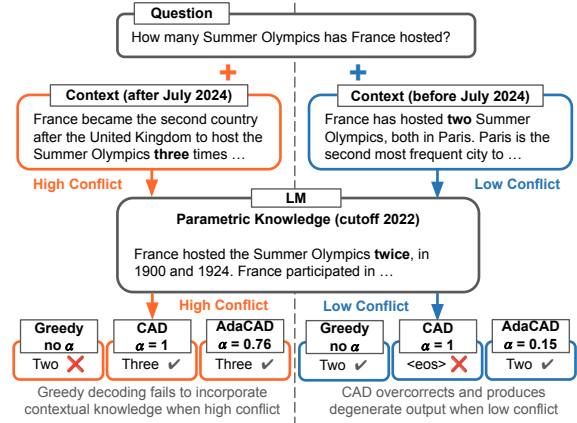 Question
How many Summer Olympics has France hosted?
+
+
Context (after July 2024)
France became the second country
after the United Kingdom to host the
Summer Olympics three times …
Context (before July 2024)
France has hosted two Summer
Olympics, both in Paris. Paris is the
second most frequent city to …
High Conflict
Low Conflict
LM
Parametric Knowledge (cutoff 2022)
France hosted the Summer Olympics twice, in
1900 and 1924. France participated in …
High Conflict
Low Conflict
Greedy
no α
Two ❌
CAD
α = 1
Three ✓
AdaCAD
α = 0.76
Three ✓
Greedy
no α
Two ✓
CAD
α = 1
<eos> ❌
AdaCAD
α = 0.15
Two ✓
Greedy decoding fails to incorporate
contextual knowledge when high conflict
CAD overcorrects and produces
degenerate output when low conflict